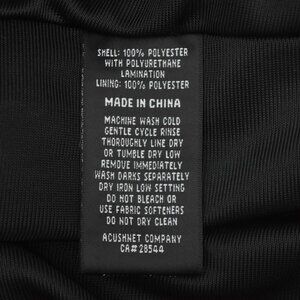 SHELL: 100% POLYESTER
WITH POLYURETHANE
LAMINATION
LINING: 100% POLYESTER
MADE IN CHINA
MACHINE WASH COLD
GENTLE CYCLE RINSE
THOROUGHLY LINE DRY
OR TUMBLE DRY LOW
REMOVE IMMEDIATELY
WASH DARKS SEPARATELY
DRY IRON LOW SETTING
DO NOT BLEACH OR
USE FABRIC SOFTENERS
DO NOT DRY CLEAN
ACUSHNET COMPANY
CA#28544